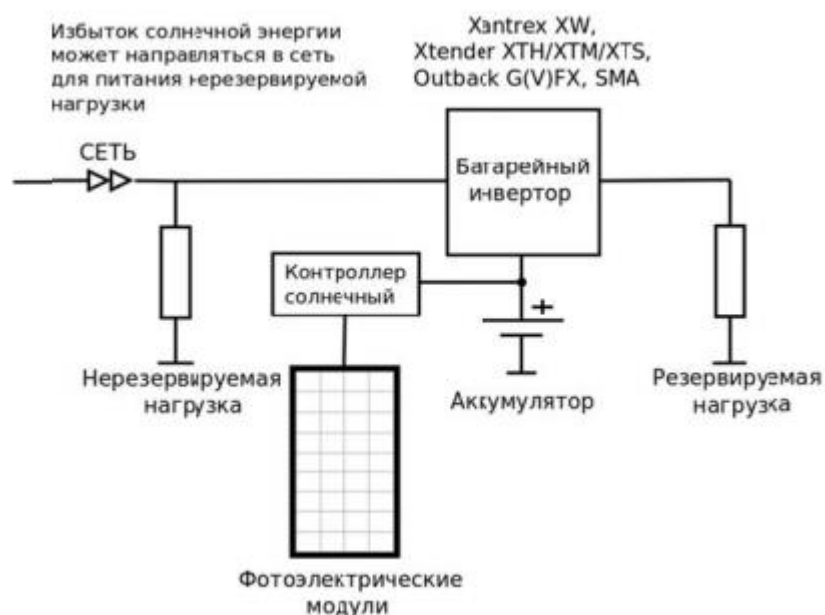 Избыток солнечной энергии
может направляться в сеть
для питания нерезервируемой
нагрузки
Xantrex XW,
Xtender XTH/XTM/XTS,
Outback G(V)FX, SMA
СЕТЬ
Батарейный
инвертор
Контроллер
солнечный
+
Нерезервируемая
нагрузка
Аккумулятор
Резервируемая
нагрузка
Фотоэлектрические
модули